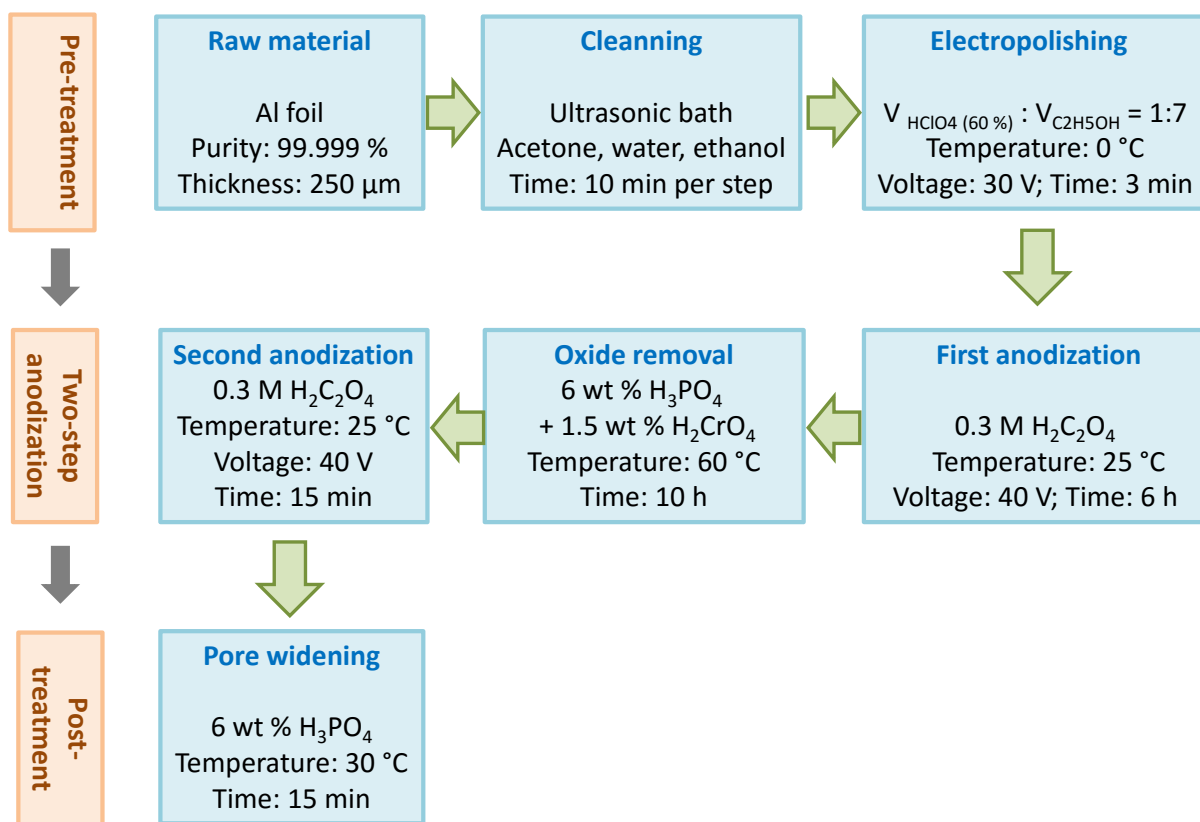 Pre-treatment
Raw material
Al foil
Purity: 99.999 %
Thickness: 250 µm
Cleanning
Ultrasonic bath
Acetone, water, ethanol
Time: 10 min per step
Electropolishing
V HClO4 (60 %) : VC2H5OH = 1:7
Temperature: 0 °C
Voltage: 30 V; Time: 3 min
Two-step
anodization
Second anodization
0.3 M H₂C₂O₄
Temperature: 25 °C
Voltage: 40 V
Time: 15 min
Oxide removal
6 wt % H₃PO₄
+ 1.5 wt % H₂CrO₄
Temperature: 60 °C
Time: 10 h
First anodization
0.3 M H₂C₂O₄
Temperature: 25 °C
Voltage: 40 V; Time: 6 h
Post-
treatment
Pore widening
6 wt % H₃PO₄
Temperature: 30 °C
Time: 15 min